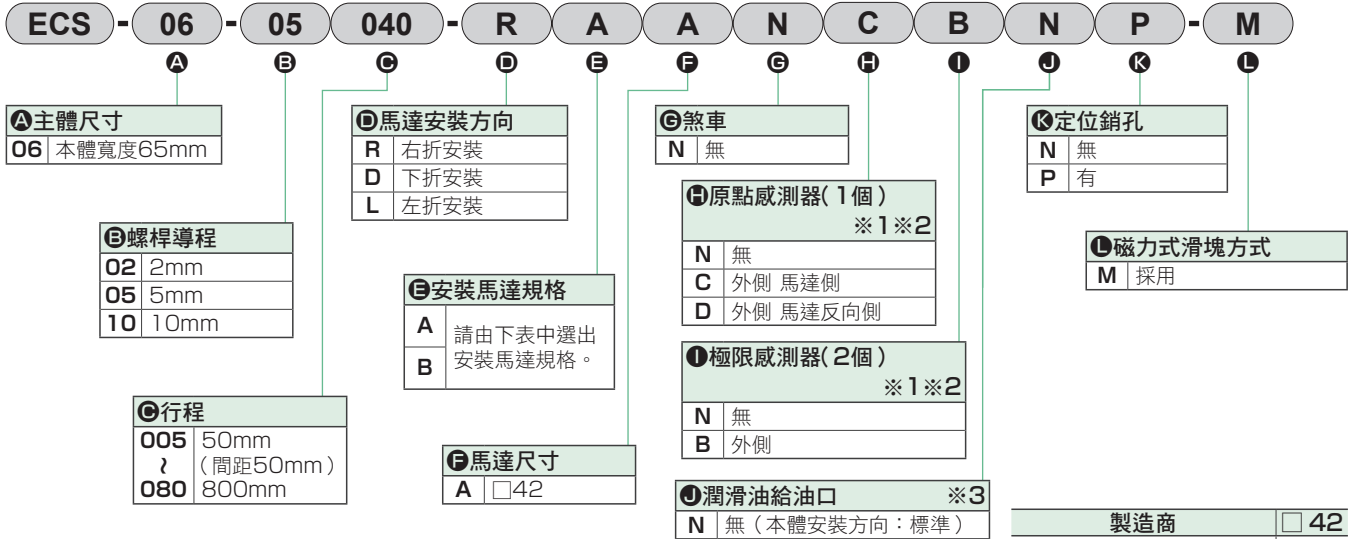 ECS - 06 - 05 040 - R A A N C B N P - M
A B C D E F G H I J K L
A主體尺寸
06 本體寬度65mm
B螺桿導程
02 2mm
05 5mm
10 10mm
C行程
005 50mm
~ (間距50mm)
080 800mm
D馬達安裝方向
R 右折安裝
D 下折安裝
L 左折安裝
E安裝馬達規格
A 請由下表中選出
B 安裝馬達規格。
F馬達尺寸
A □42
G煞車
N 無
H原點感測器(1個)
※1※2
N 無
C 外側 馬達側
D 外側 馬達反向側
I極限感測器(2個)
※1※2
N 無
B 外側
J潤滑油給油口 ※3
N 無(本體安裝方向:標準)
K定位銷孔
N 無
P 有
L磁力式滑塊方式
M 採用
製造商 □42